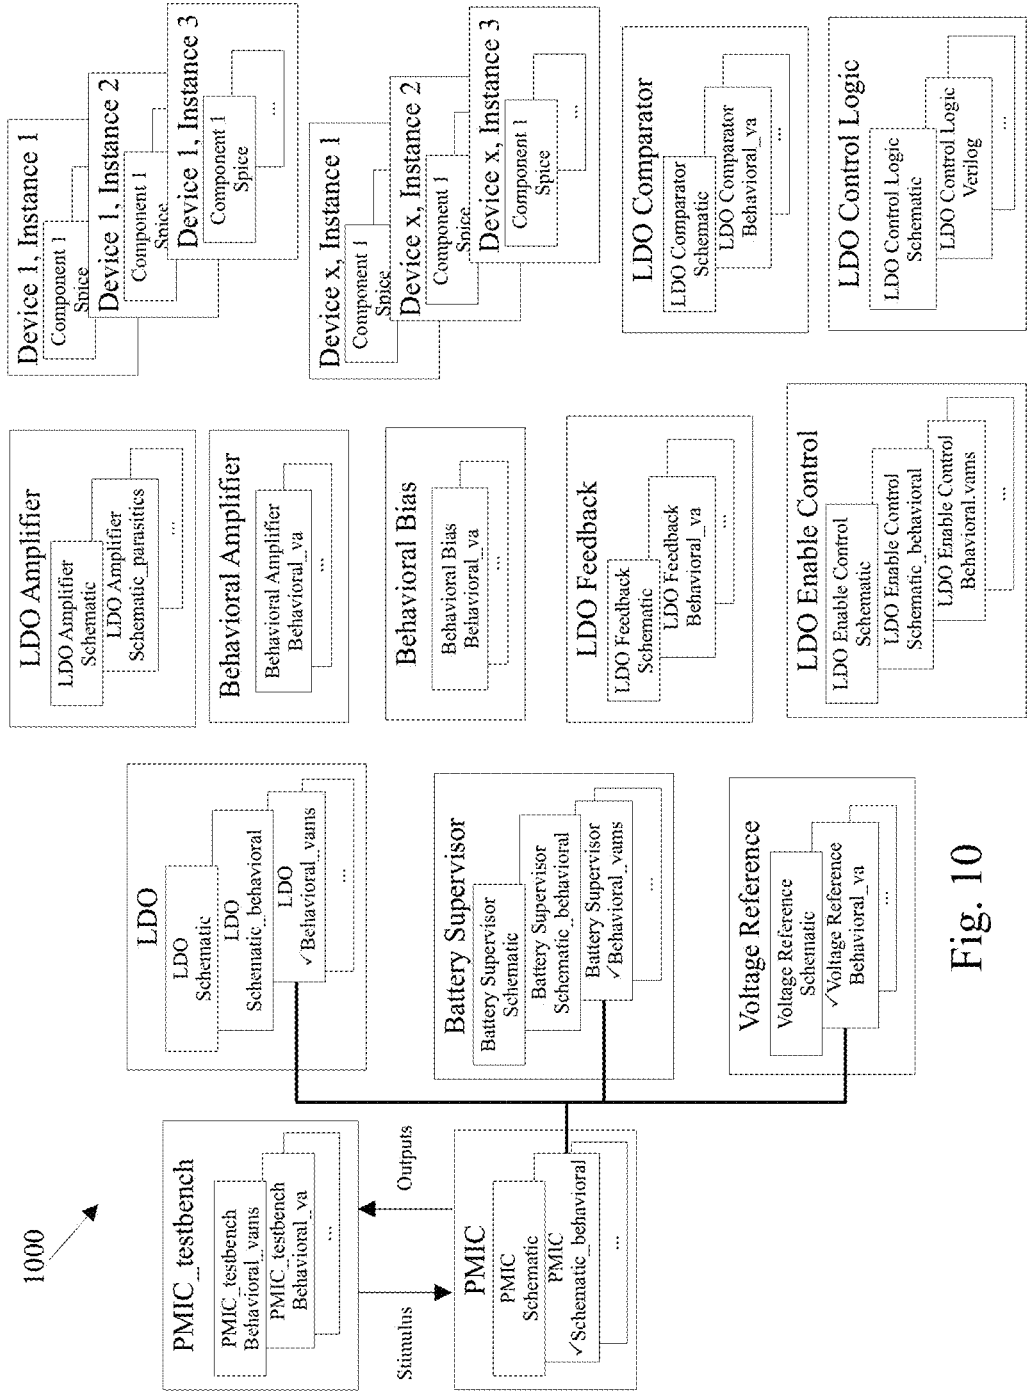 1000
PMIC_testbench
PMIC_testbench
Behavioral_vams
PMIC_testbench
Behavioral_va
...
Stimulus
Outputs
PMIC
PMIC
Schematic
PMIC
✓Schematic_behavioral
...
LDO
LDO
Schematic
LDO
Schematic_behavioral
LDO
✓Behavioral_vams
...
Battery Supervisor
Battery Supervisor
Schematic
Battery Supervisor
Schematic_behavioral
Battery Supervisor
✓Behavioral_vams
...
Voltage Reference
Voltage Reference
Schematic
✓Voltage Reference
Behavioral_va
...
LDO Amplifier
LDO Amplifier
Schematic
LDO Amplifier
Schematic_parasitics
...
Behavioral Amplifier
Behavioral Amplifier
Behavioral_va
...
Behavioral Bias
Behavioral Bias
Behavioral_va
...
LDO Feedback
LDO Feedback
Schematic
LDO Feedback
Behavioral_va
...
LDO Enable Control
LDO Enable Control
Schematic
LDO Enable Control
Schematic_behavioral
LDO Enable Control
Behavioral.vams
...
Device 1, Instance 1
Component 1
Spice
Device 1, Instance 2
Component 1
Spice
Device 1, Instance 3
Component 1
Spice
...
Device x, Instance 1
Component 1
Spice
Device x, Instance 2
Component 1
Spice
Device x, Instance 3
Component 1
Spice
...
LDO Comparator
LDO Comparator
Schematic
LDO Comparator
Behavioral_va
...
LDO Control Logic
LDO Control Logic
Schematic
LDO Control Logic
Verilog
...
Fig. 10